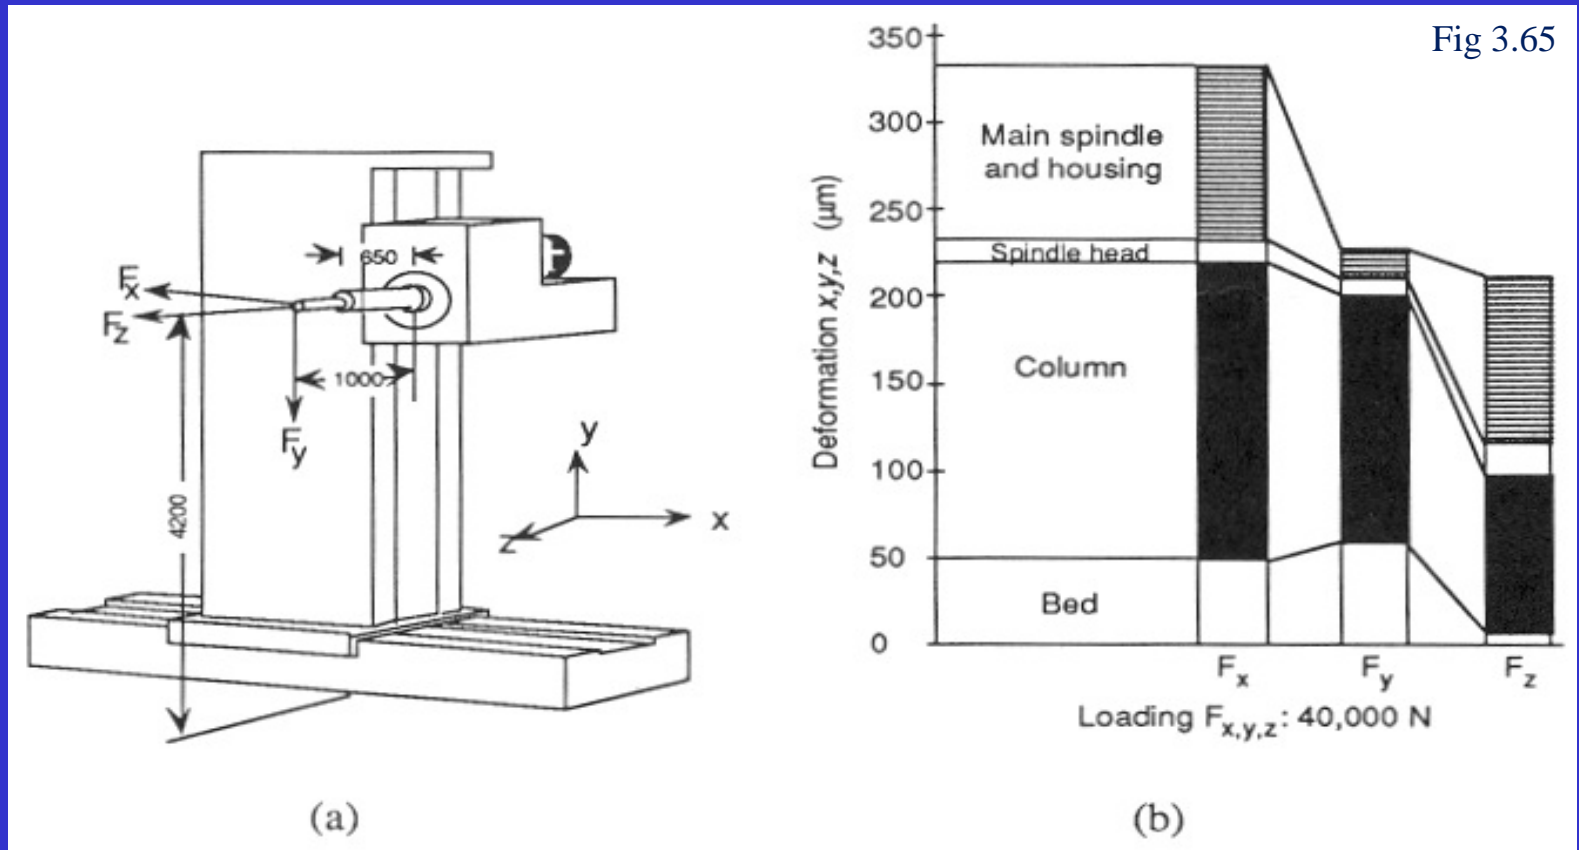 Fig 3.65
650
Fx
Fz
1000
Fy
4200
y
x
z
(a)
Deformation x,y,z (μm)
350
300
250
200
150
100
50
0
Main spindle
and housing
Spindle head
Column
Bed
Fx Fy Fz
Loading Fx,y,z: 40,000 N
(b)